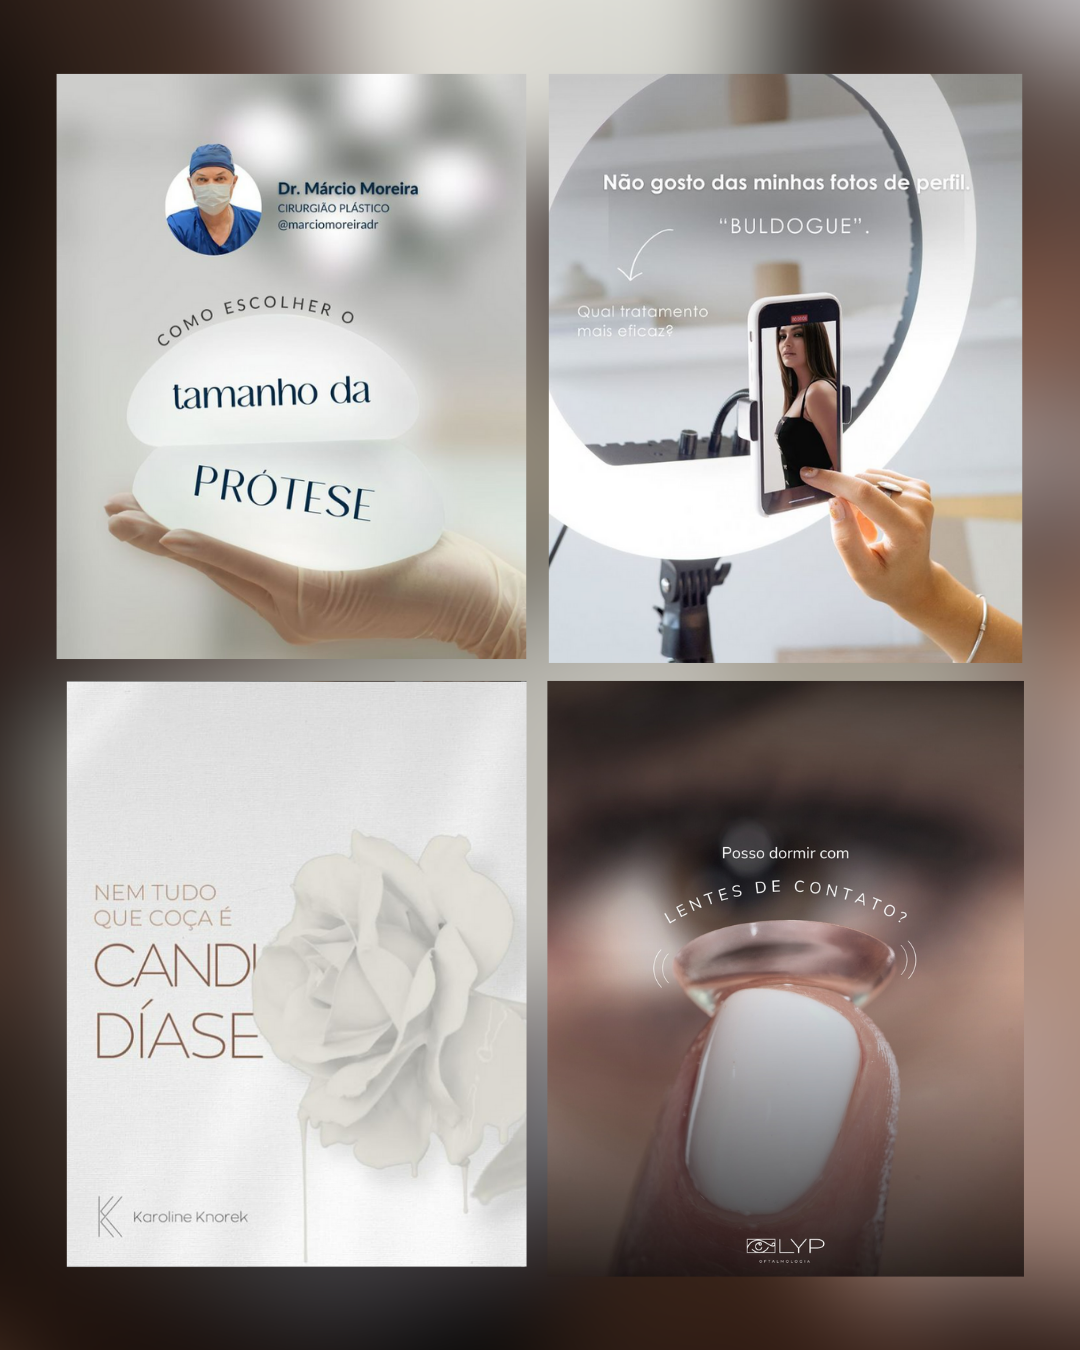 Dr. Márcio Moreira
CIRURGIÃO PLÁSTICO
@marciomoreiradr
COMO ESCOLHER O
tamanho da
PRÓTESE
Não gosto das minhas fotos de perfil.
“BULDOGUE”.
Qual tratamento
mais eficaz?
NEM TUDO
QUE COÇA É
CANDI
DÍASE
Karoline Knorek
Posso dormir com
LENTES DE CONTATO?
LYP
OFTALMOLOGIA